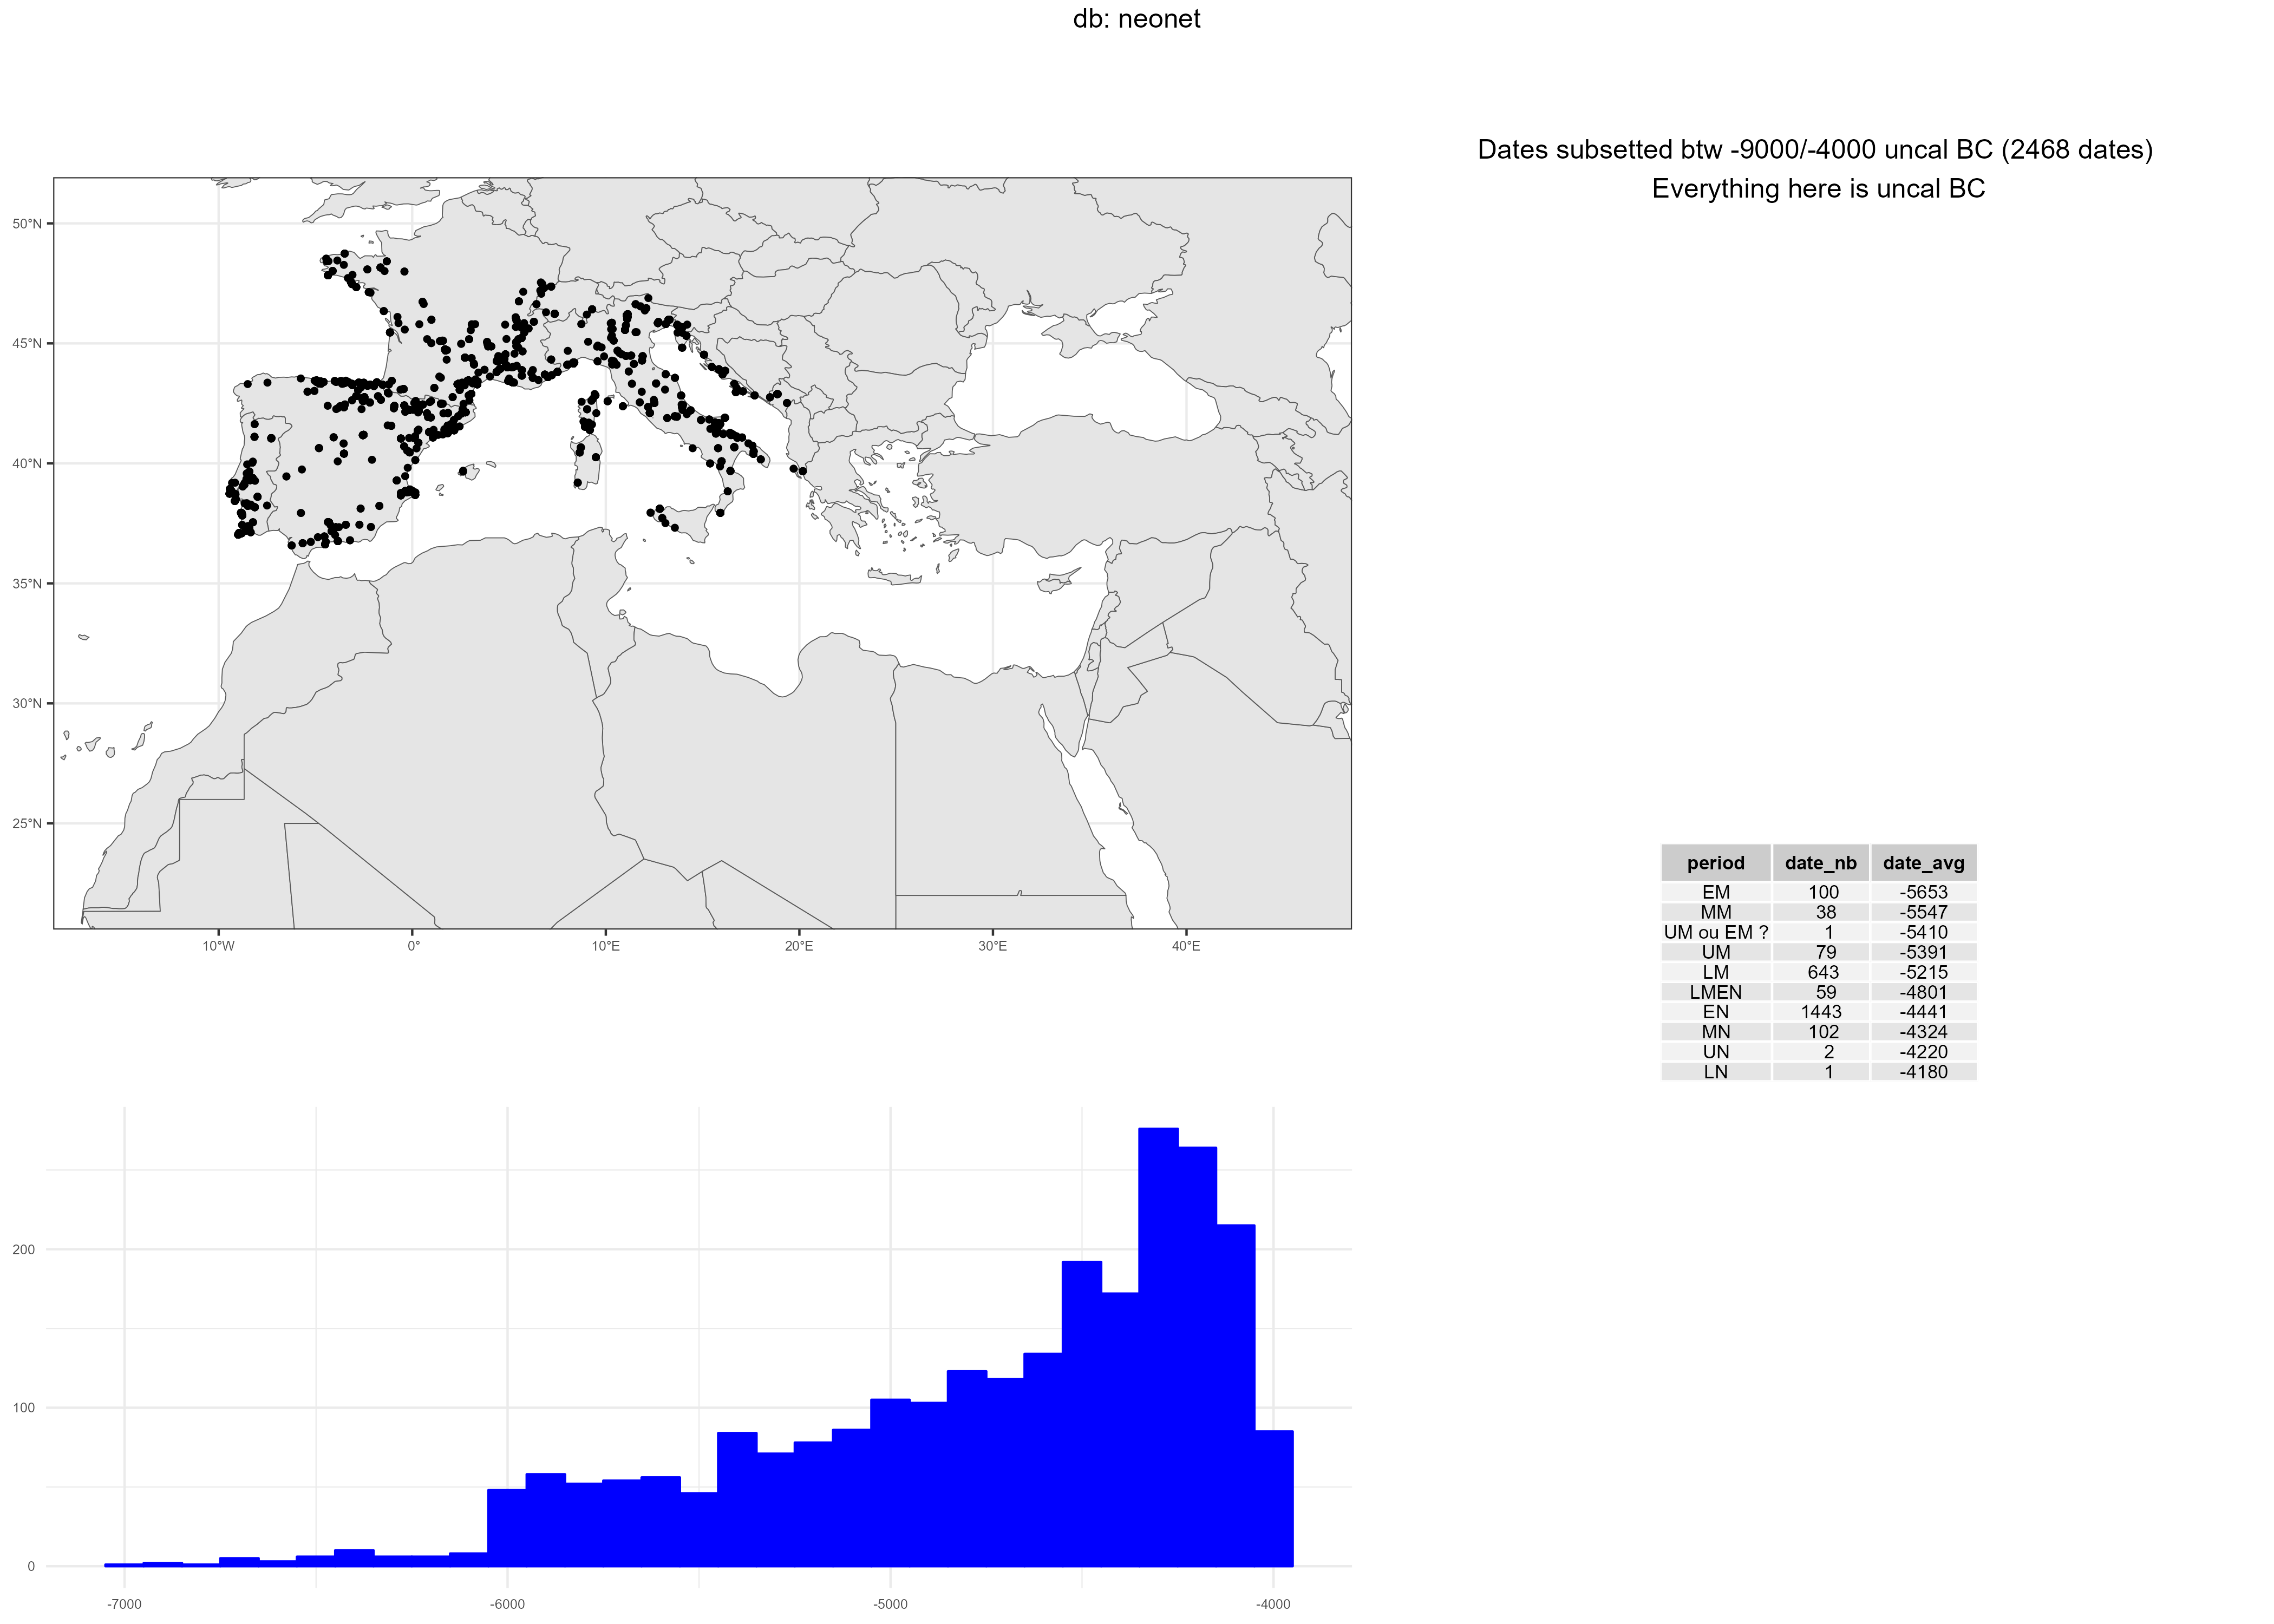 db: neonet
Dates subsetted btw -9000/-4000 uncal BC (2468 dates)
Everything here is uncal BC
50°N
45°N
40°N
35°N
30°N
25°N
10°W 0° 10°E 20°E 30°E 40°E
period date_nb date_avg
EM 100 -5653
MM 38 -5547
UM ou EM ? 1 -5410
UM 79 -5391
LM 643 -5215
LMEN 59 -4801
EN 1443 -4441
MN 102 -4324
UN 2 -4220
LN 1 -4180
200
100
0
-7000 -6000 -5000 -4000